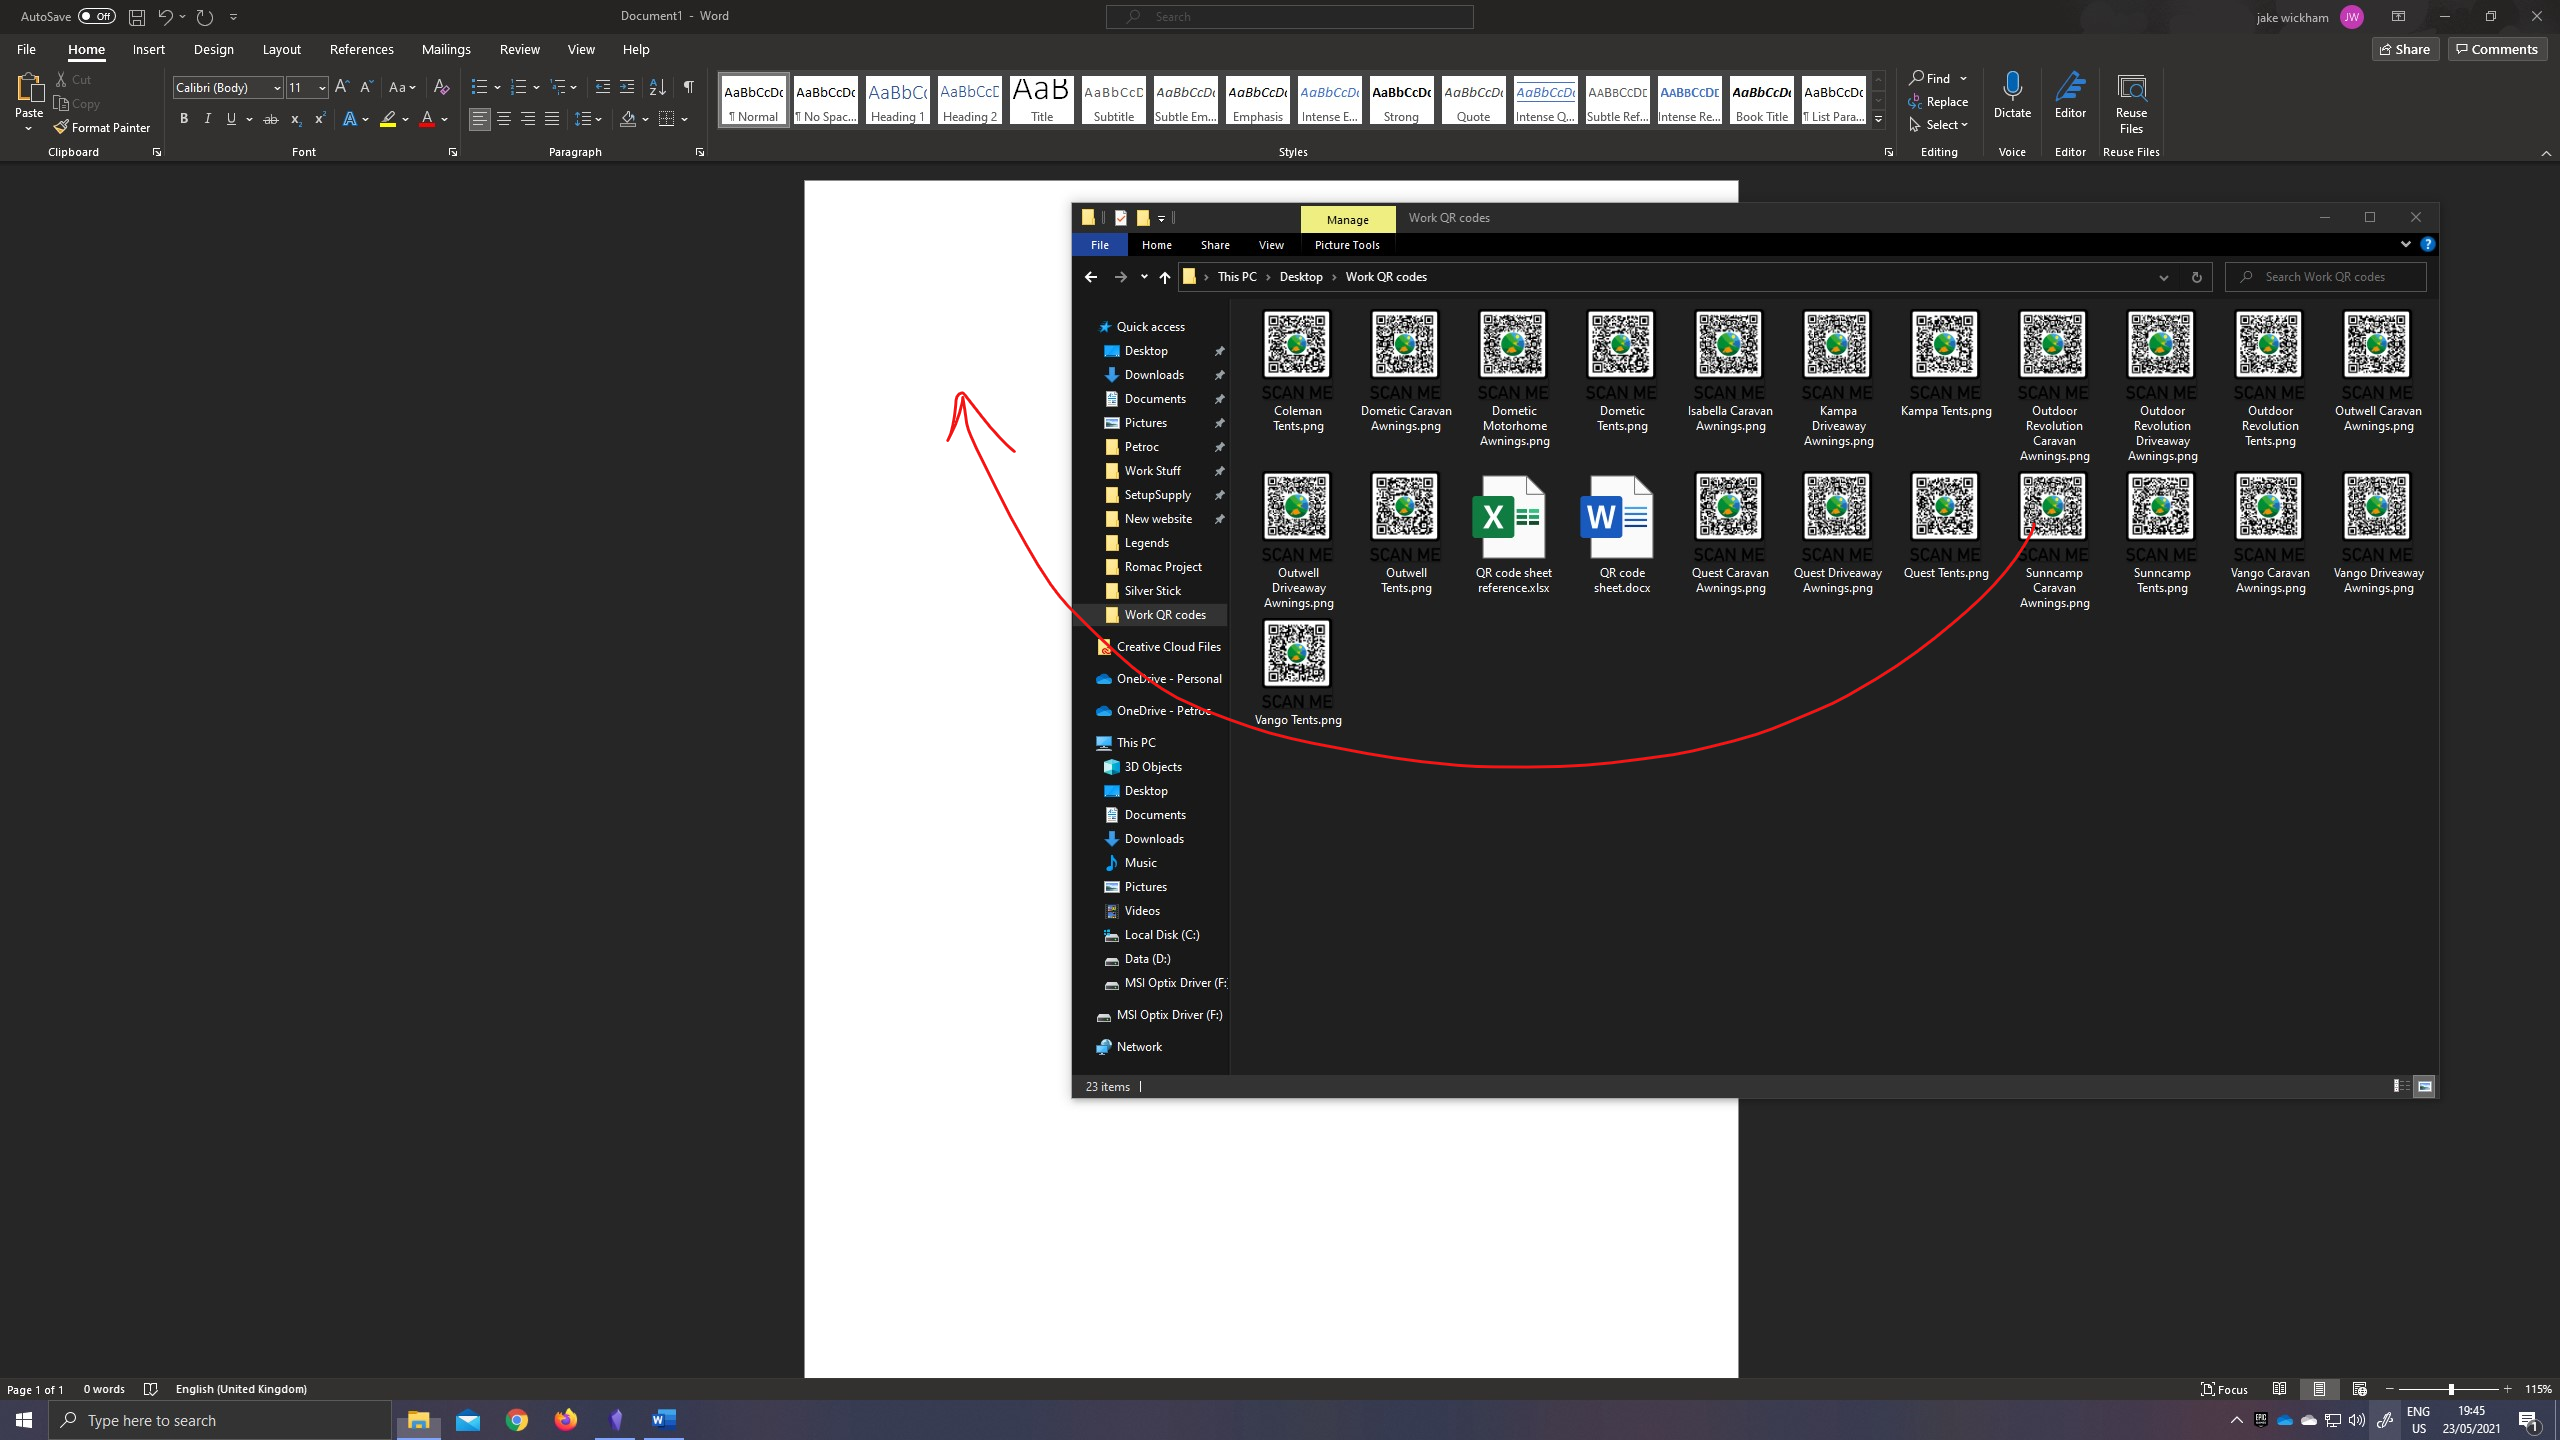 AutoSave Off Document1 - Word Search jake wickham JW
File Home Insert Design Layout References Mailings Review View Help Share Comments
Paste Cut
Copy
Format Painter
Calibri (Body) 11 Aa
B I U ab x₂ x² A A
AaBbCcDc AaBbCcDc AaBbCc AaBbCcD AaB AaBbCcD AaBbCcDc AaBbCcDc AaBbCcDc AaBbCcDc AaBbCcDc AaBbCcDc AABBCCDE AABBCCDE AaBbCcDc AaBbCcDc
¶ Normal ¶ No Spac... Heading 1 Heading 2 Title Subtitle Subtle Em... Emphasis Intense E... Strong Quote Intense Q... Subtle Ref... Intense Re... Book Title ¶ List Para...
Find
Replace
Select
Dictate Editor Reuse Files
Clipboard Font Paragraph Styles Editing Voice Editor Reuse Files
Manage Work QR codes
File Home Share View Picture Tools
This PC Desktop Work QR codes Search Work QR codes
Quick access
Desktop
Downloads
Documents
Pictures
Petroc
Work Stuff
SetupSupply
New website
Legends
Romac Project
Silver Stick
Work QR codes
Creative Cloud Files
OneDrive - Personal
OneDrive - Petroc
This PC
3D Objects
Desktop
Documents
Downloads
Music
Pictures
Videos
Local Disk (C:)
Data (D:)
MSI Optix Driver (F:
MSI Optix Driver (F:)
Network
SCAN ME SCAN ME SCAN ME SCAN ME SCAN ME SCAN ME SCAN ME SCAN ME SCAN ME SCAN ME SCAN ME
Coleman Tents.png
Dometic Caravan Awnings.png
Dometic Motorhome Awnings.png
Dometic Tents.png
Isabella Caravan Awnings.png
Kampa Driveaway Awnings.png
Kampa Tents.png
Outdoor Revolution Caravan Awnings.png
Outdoor Revolution Driveaway Awnings.png
Outdoor Revolution Tents.png
Outwell Caravan Awnings.png
SCAN ME SCAN ME X W SCAN ME SCAN ME SCAN ME SCAN ME SCAN ME SCAN ME SCAN ME
Outwell Driveaway Awnings.png
Outwell Tents.png
QR code sheet reference.xlsx
QR code sheet.docx
Quest Caravan Awnings.png
Quest Driveaway Awnings.png
Quest Tents.png
Sunncamp Caravan Awnings.png
Sunncamp Tents.png
Vango Caravan Awnings.png
Vango Driveaway Awnings.png
SCAN ME
Vango Tents.png
23 items
Page 1 of 1 0 words English (United Kingdom) Focus 115%
Type here to search
ENG
US
19:45
23/05/2021
1